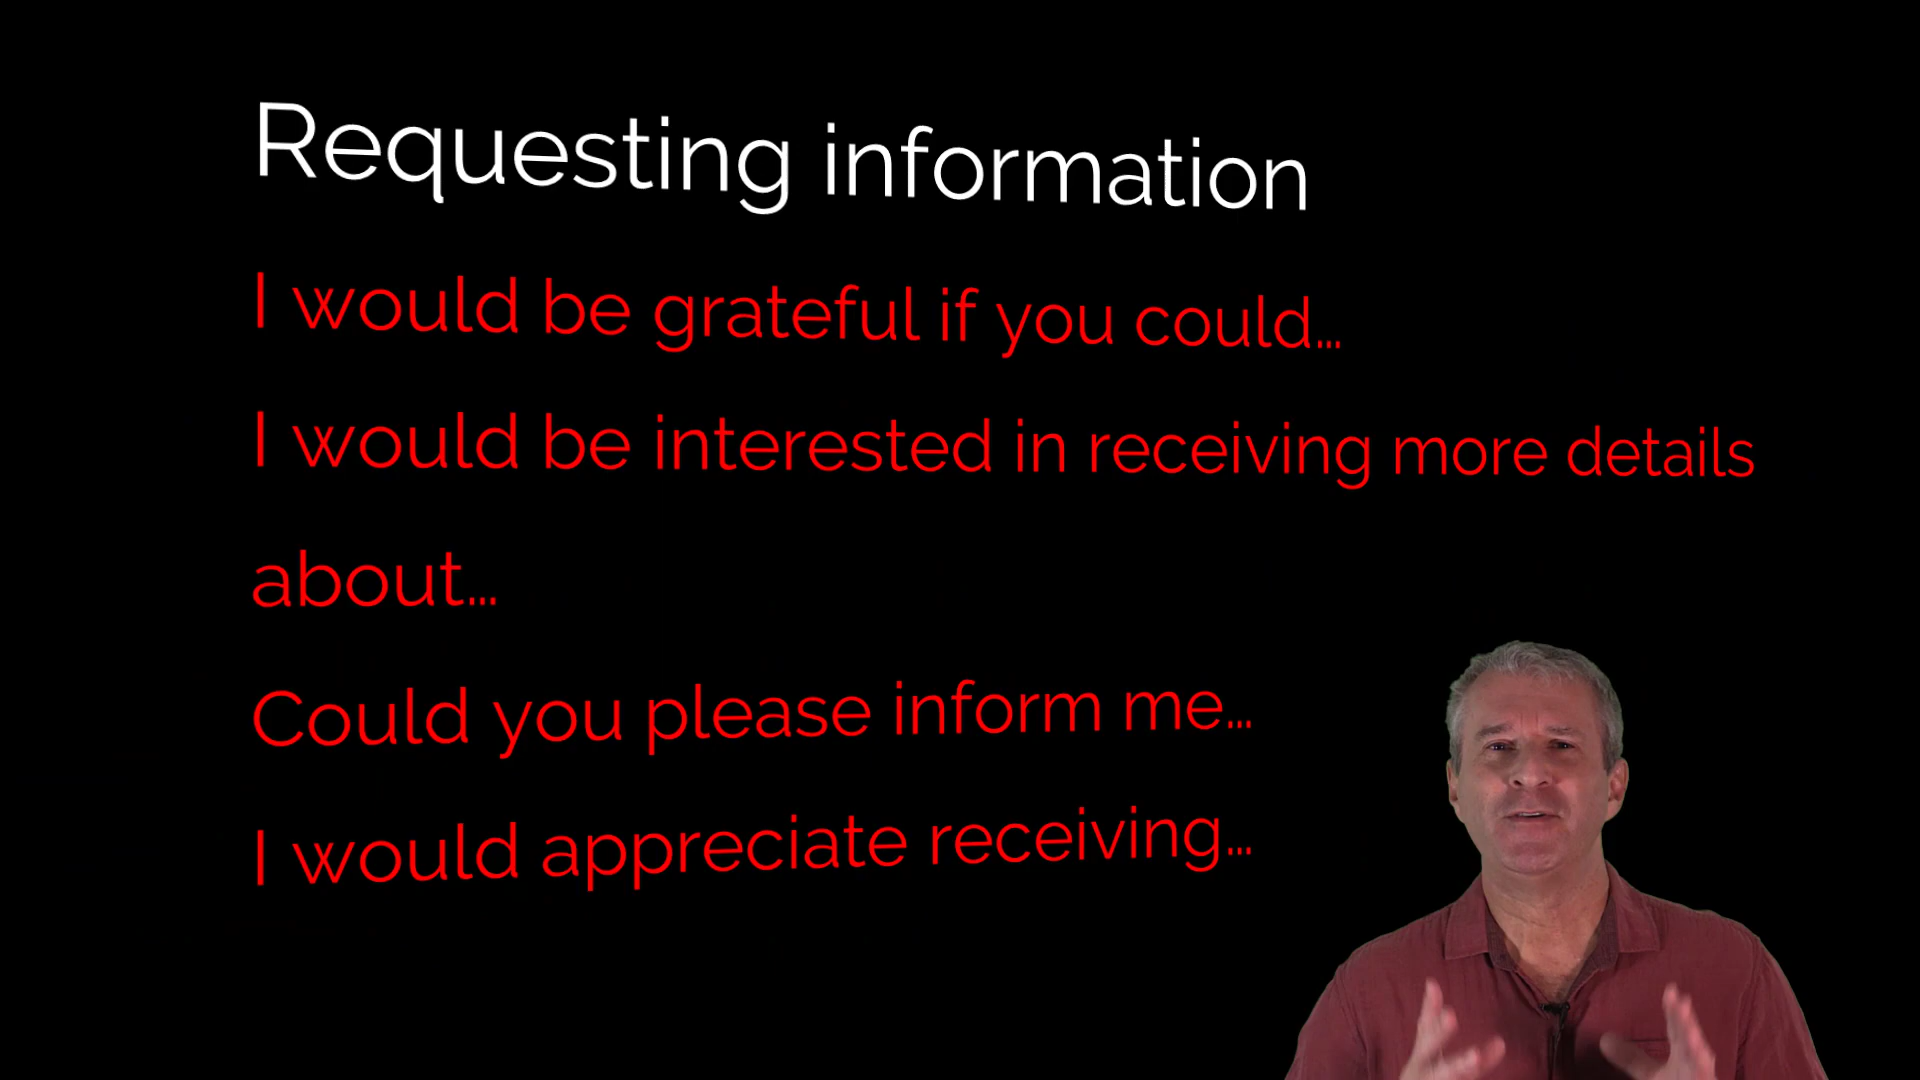 Requesting information
I would be grateful if you could...
I would be interested in receiving more details
about...
Could you please inform me...
I would appreciate receiving...